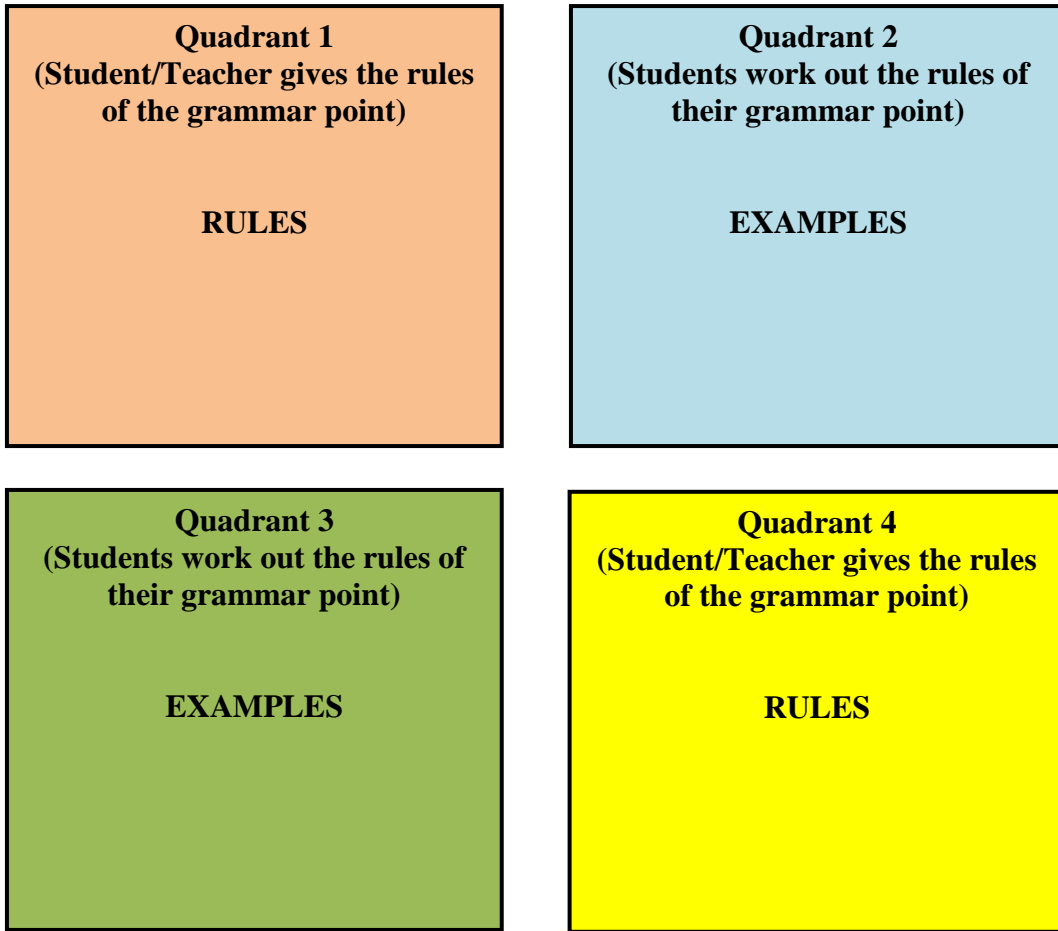 Quadrant 1
(Student/Teacher gives the rules
of the grammar point)
RULES
Quadrant 2
(Students work out the rules of
their grammar point)
EXAMPLES
Quadrant 3
(Students work out the rules of
their grammar point)
EXAMPLES
Quadrant 4
(Student/Teacher gives the rules
of the grammar point)
RULES